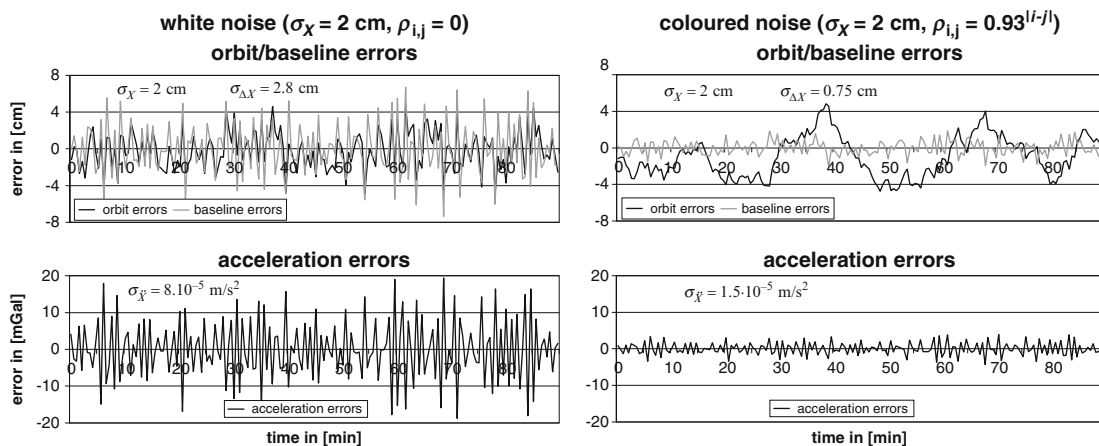 white noise (σX = 2 cm, ρi,j = 0)
orbit/baseline errors
error in [cm]
8
4
0
-4
-8
σX = 2 cm
σΔX = 2.8 cm
0 10 20 30 40 50 60 70 80
orbit errors baseline errors
acceleration errors
error in [mGal]
20
10
0
-10
-20
σẌ = 8.10⁻⁵ m/s²
0 10 20 30 40 50 60 70 80
acceleration errors
time in [min]
coloured noise (σX = 2 cm, ρi,j = 0.93|i-j|)
orbit/baseline errors
8
4
0
-4
-8
σX = 2 cm
σΔX = 0.75 cm
0 10 20 30 40 50 60 70 80
orbit errors baseline errors
acceleration errors
20
10
0
-10
-20
σẌ = 1.5·10⁻⁵ m/s²
0 10 20 30 40 50 60 70 80
acceleration errors
time in [min]